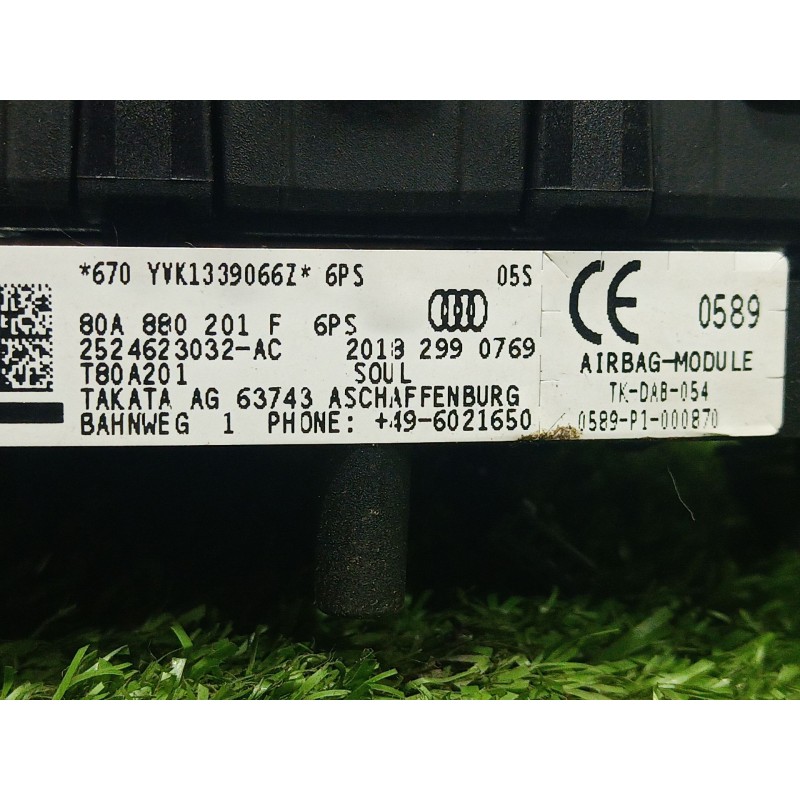 *670 YVK1339066Z* 6PS 05S
80A 880 201 F 6PS
2524623032-AC 2018 299 0769
T80A201 SOUL
TAKATA AG 63743 ASCHAFFENBURG
BAHNWEG 1 PHONE: +49-6021650
CE 0589
AIRBAG-MODULE
TK-DAB-054
0589-P1-000870